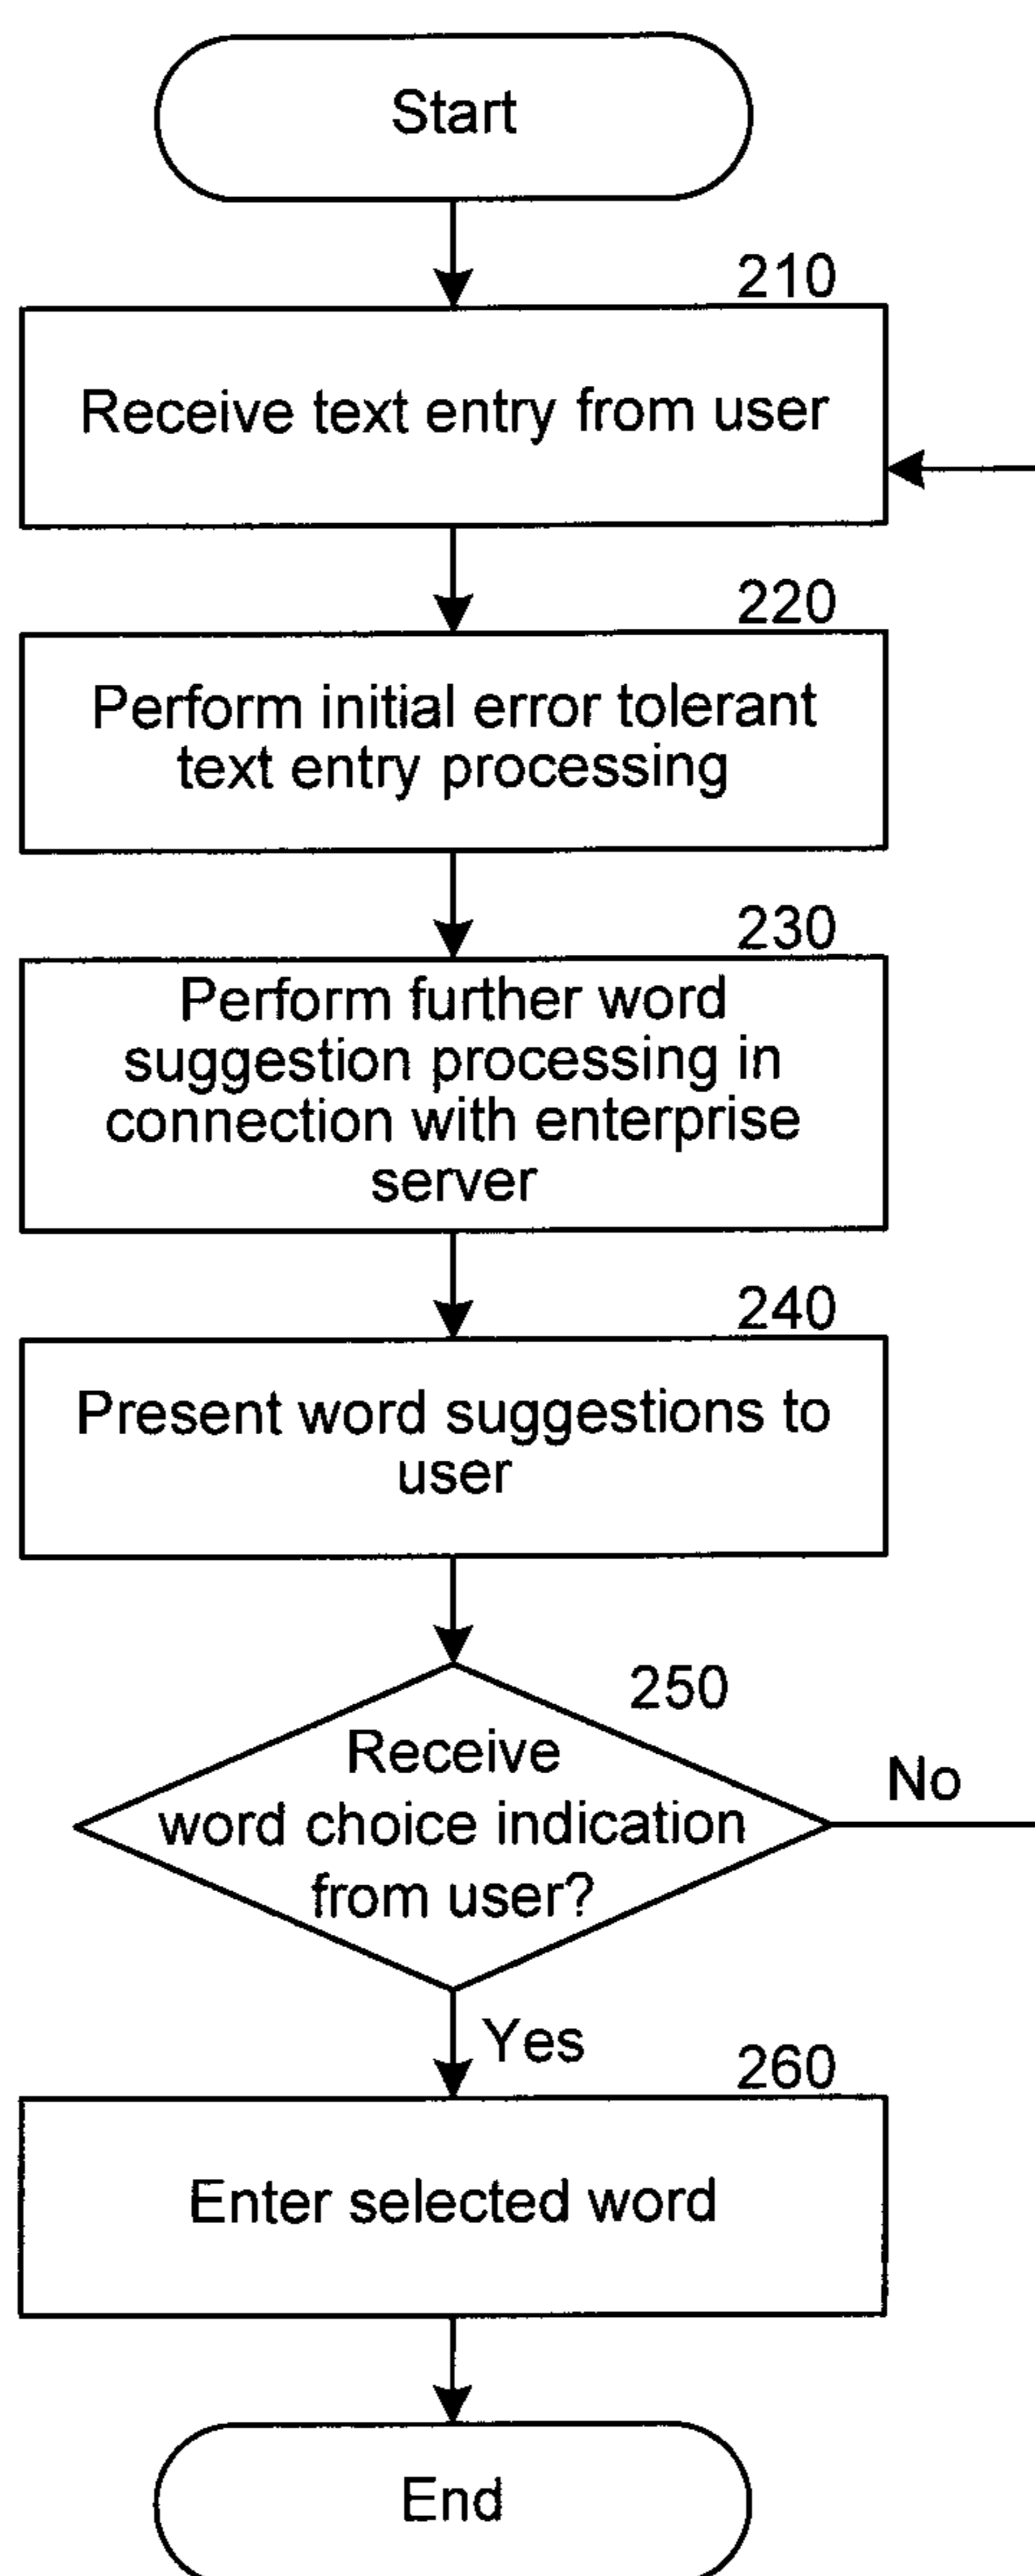 Start
210
Receive text entry from user
220
Perform initial error tolerant
text entry processing
230
Perform further word
suggestion processing in
connection with enterprise
server
240
Present word suggestions to
user
250
Receive
word choice indication
from user?
No
Yes
260
Enter selected word
End